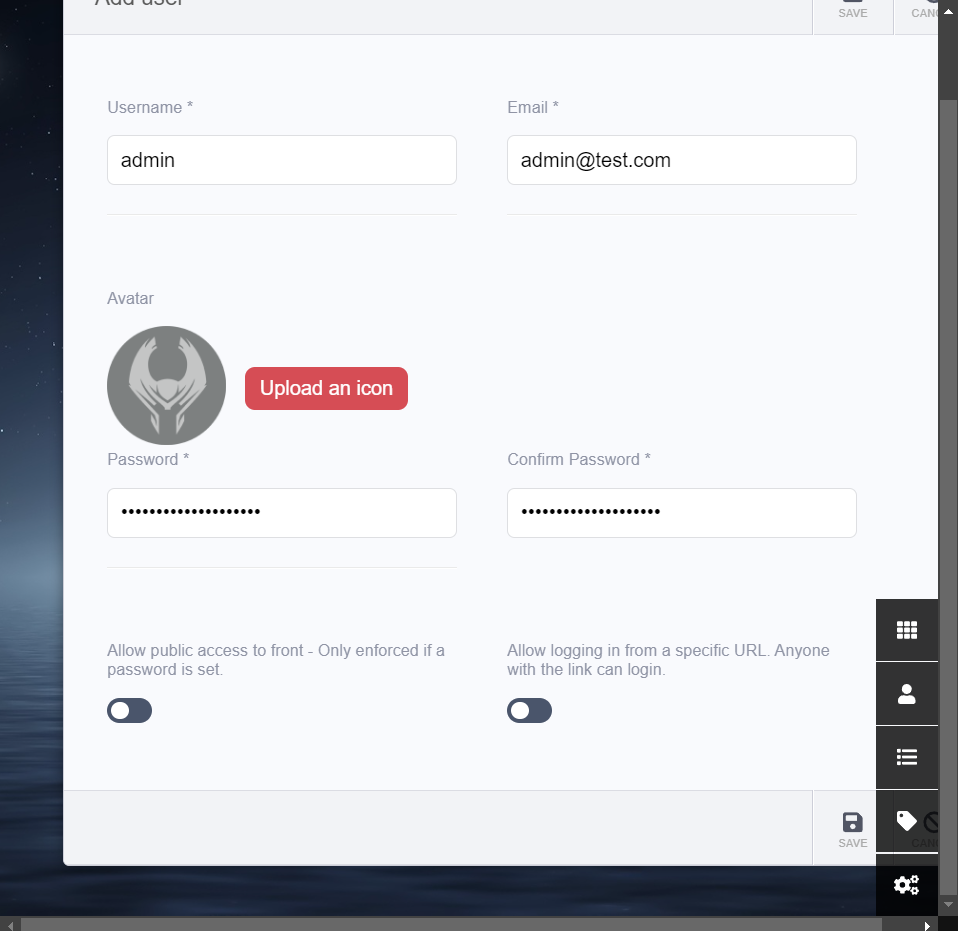 Add user
SAVE
CANC
Username *
Email *
admin
admin@test.com
Avatar
Upload an icon
Password *
Confirm Password *
••••••••••••••••••••
••••••••••••••••••••
Allow public access to front - Only enforced if a
password is set.
Allow logging in from a specific URL. Anyone
with the link can login.
SAVE
CANC